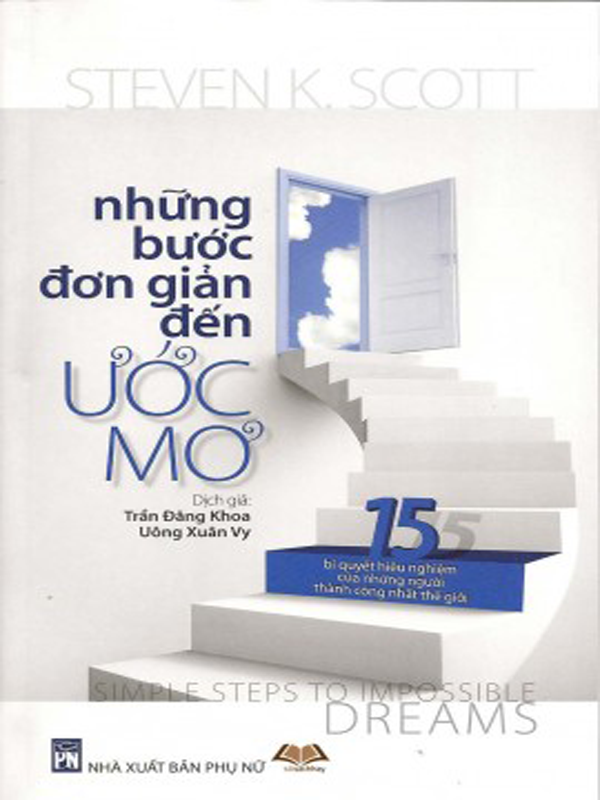 STEVEN K. SCOTT
những
bước
đơn giản
đến
ƯỚC
MƠ
Dịch giả:
Trần Đăng Khoa
Uông Xuân Vy
15
bí quyết hiệu nghiệm
của những người
thành công nhất thế giới
SIMPLE STEPS TO IMPOSSIBLE
DREAMS
PN
NHÀ XUẤT BẢN PHỤ NỮ